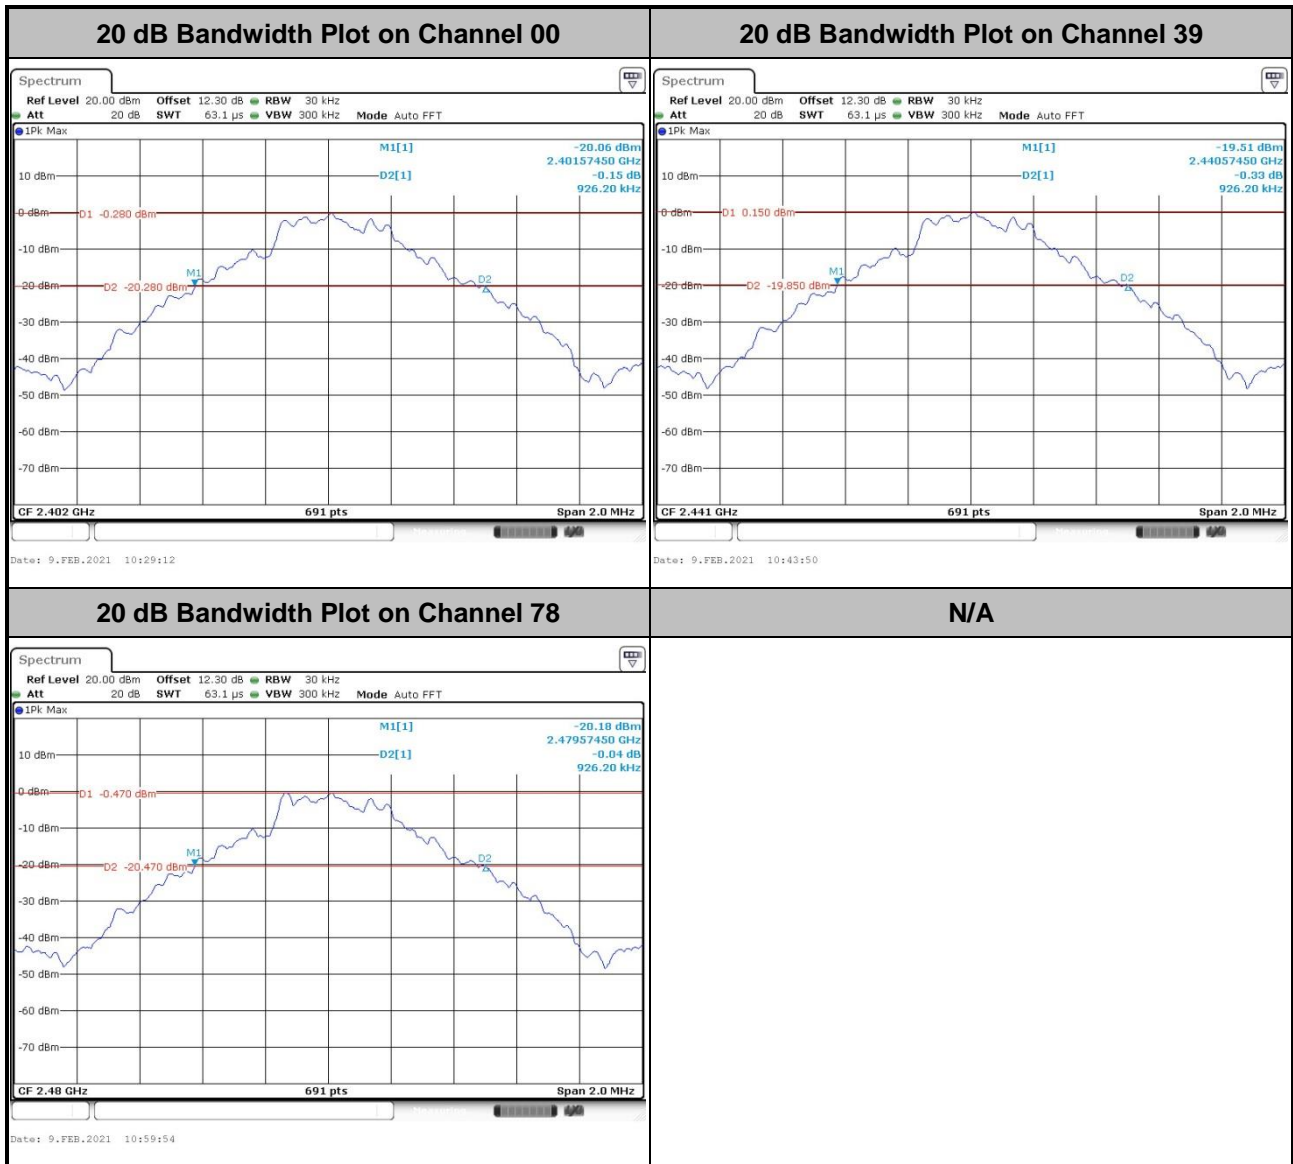 20 dB Bandwidth Plot on Channel 00
20 dB Bandwidth Plot on Channel 39
Spectrum
Ref Level 20.00 dBm Offset 12.30 dB RBW 30 kHz
Att 20 dB SWT 63.1 µs VBW 300 kHz Mode Auto FFT
1Pk Max
M1[1] -20.06 dBm
2.40157450 GHz
D2[1] -0.15 dB
926.20 kHz
10 dBm
0 dBm
D1 -0.280 dBm
-10 dBm
M1
D2
-20 dBm
D2 -20.280 dBm
-30 dBm
-40 dBm
-50 dBm
-60 dBm
-70 dBm
CF 2.402 GHz 691 pts Span 2.0 MHz
Date: 9.FEB.2021 10:29:12
Spectrum
Ref Level 20.00 dBm Offset 12.30 dB RBW 30 kHz
Att 20 dB SWT 63.1 µs VBW 300 kHz Mode Auto FFT
1Pk Max
M1[1] -19.51 dBm
2.44057450 GHz
D2[1] -0.33 dB
926.20 kHz
10 dBm
0 dBm
D1 0.150 dBm
-10 dBm
M1
D2
-20 dBm
D2 -19.850 dBm
-30 dBm
-40 dBm
-50 dBm
-60 dBm
-70 dBm
CF 2.441 GHz 691 pts Span 2.0 MHz
Date: 9.FEB.2021 10:43:50
20 dB Bandwidth Plot on Channel 78
N/A
Spectrum
Ref Level 20.00 dBm Offset 12.30 dB RBW 30 kHz
Att 20 dB SWT 63.1 µs VBW 300 kHz Mode Auto FFT
1Pk Max
M1[1] -20.18 dBm
2.47957450 GHz
D2[1] -0.04 dB
926.20 kHz
10 dBm
0 dBm
D1 -0.470 dBm
-10 dBm
M1
D2
-20 dBm
D2 -20.470 dBm
-30 dBm
-40 dBm
-50 dBm
-60 dBm
-70 dBm
CF 2.48 GHz 691 pts Span 2.0 MHz
Date: 9.FEB.2021 10:59:54